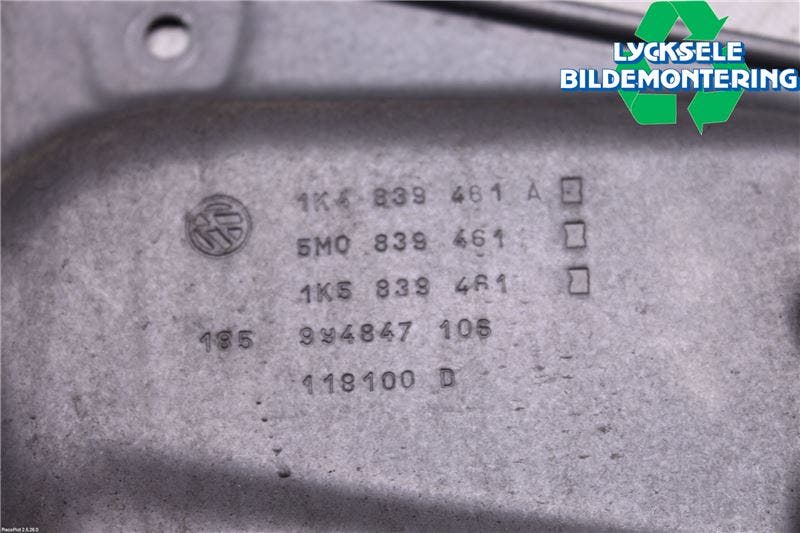 LYCKSELE
BILDEMONTERING
1K4 839 461 A
5M0 839 461
1K5 839 461
185 994847 106
118100 D